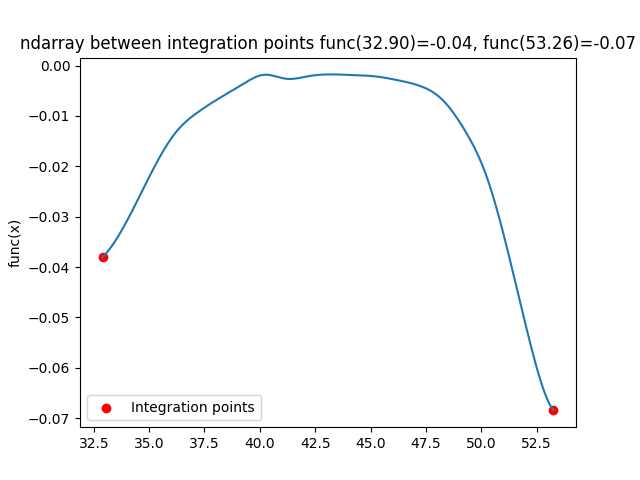 ndarray between integration points func(32.90)=-0.04, func(53.26)=-0.07
0.00
−0.01
−0.02
−0.03
−0.04
−0.05
−0.06
−0.07
func(x)
Integration points
32.5 35.0 37.5 40.0 42.5 45.0 47.5 50.0 52.5